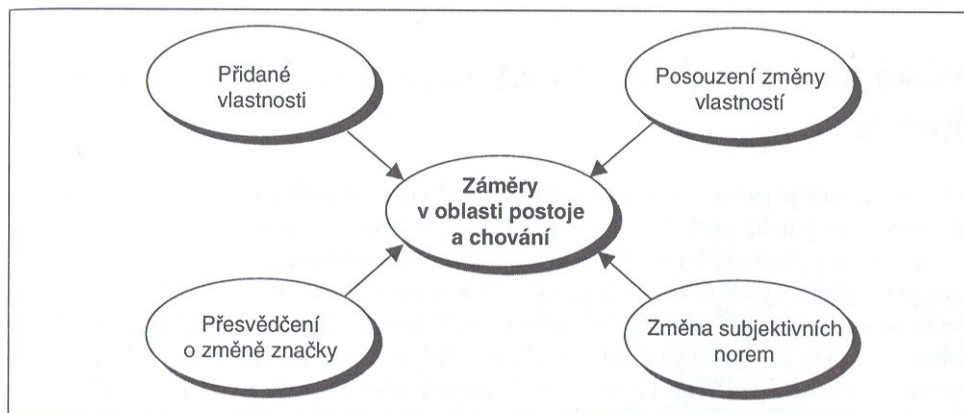 Přidané
vlastnosti
Posouzení změny
vlastností
Záměry
v oblasti postoje
a chování
Přesvědčení
o změně značky
Změna subjektivních
norem